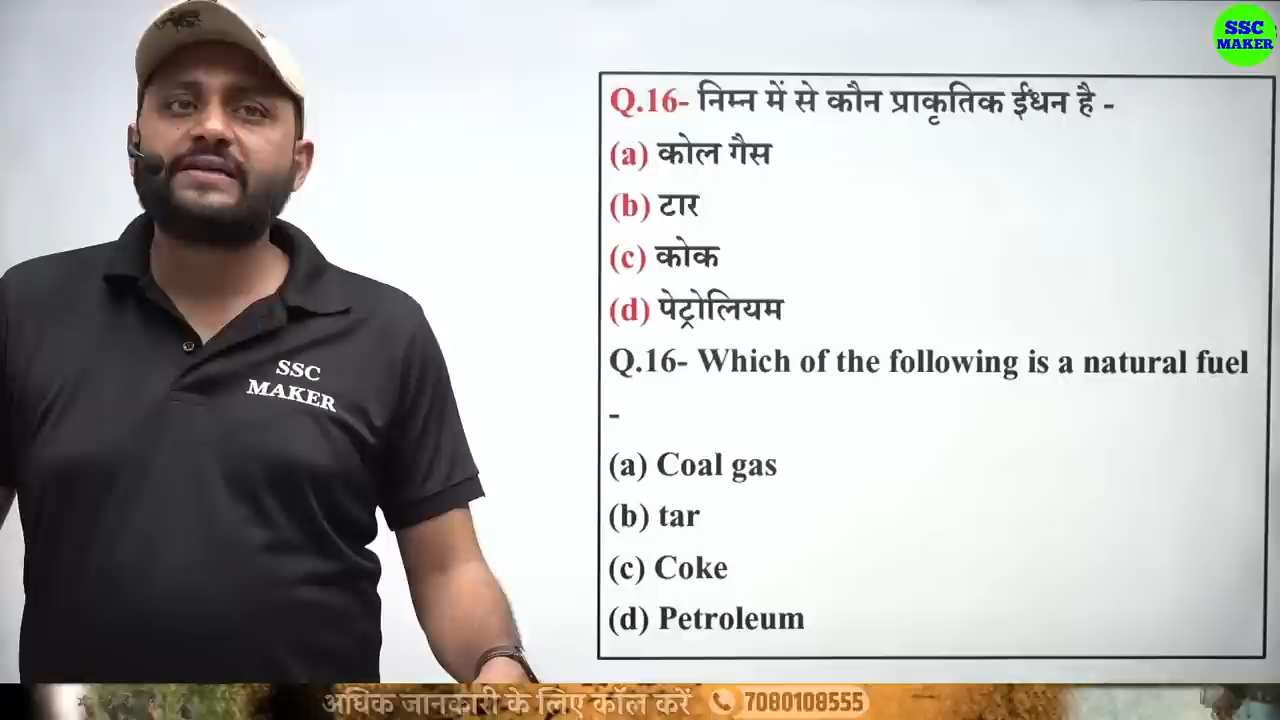 SSC
MAKER
Q.16- निम्न में से कौन प्राकृतिक ईंधन है -
(a) कोल गैस
(b) टार
(c) कोक
(d) पेट्रोलियम
Q.16- Which of the following is a natural fuel
-
(a) Coal gas
(b) tar
(c) Coke
(d) Petroleum
SSC
MAKER
अधिक जानकारी के लिए कॉल करें 7080108555